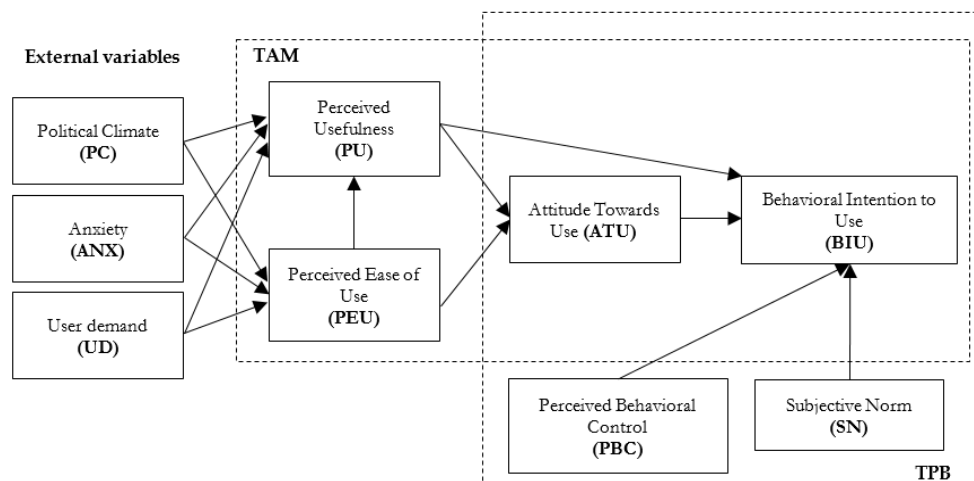 External variables
TAM
Political Climate
(PC)
Anxiety
(ANX)
User demand
(UD)
Perceived
Usefulness
(PU)
Perceived Ease of
Use
(PEU)
Attitude Towards
Use (ATU)
Behavioral Intention to
Use
(BIU)
Perceived Behavioral
Control
(PBC)
Subjective Norm
(SN)
TPB